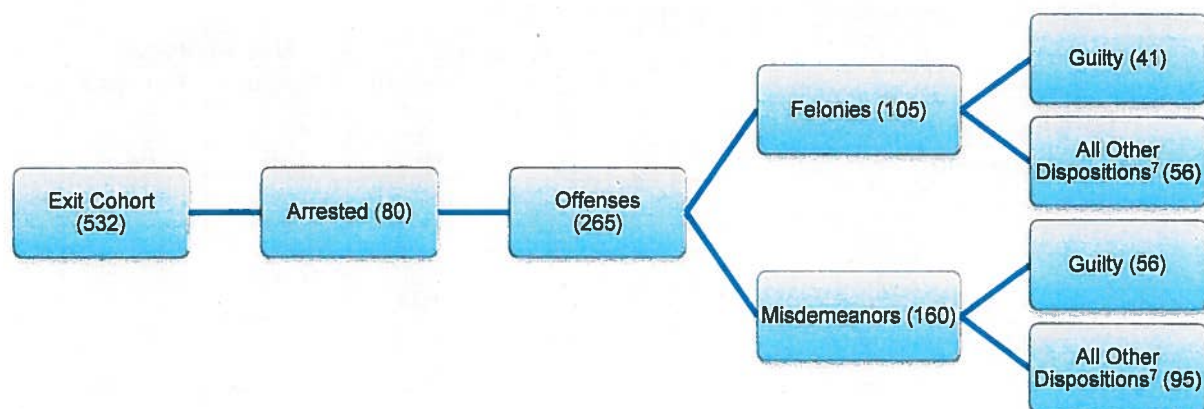 Exit Cohort
(532)
Arrested (80)
Offenses
(265)
Felonies (105)
Guilty (41)
All Other
Dispositions⁷ (56)
Misdemeanors (160)
Guilty (56)
All Other
Dispositions⁷ (95)